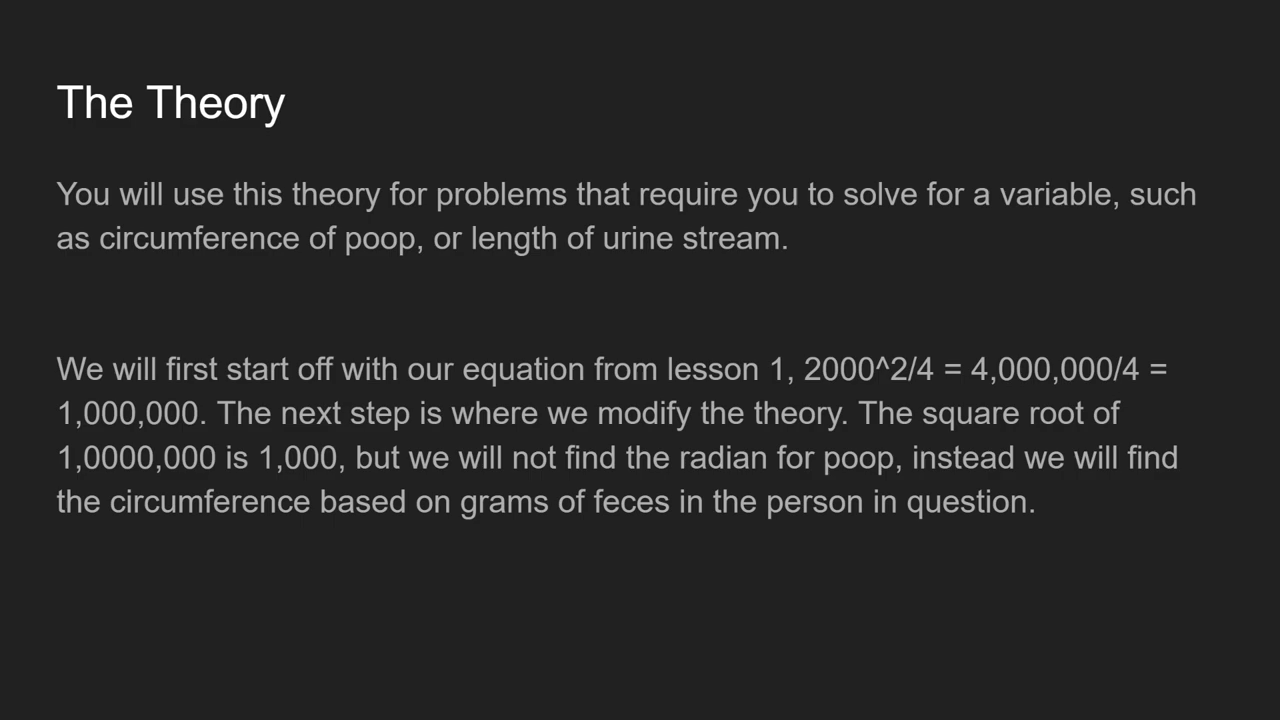 The Theory
You will use this theory for problems that require you to solve for a variable, such
as circumference of poop, or length of urine stream.
We will first start off with our equation from lesson 1, 2000^2/4 = 4,000,000/4 =
1,000,000. The next step is where we modify the theory. The square root of
1,0000,000 is 1,000, but we will not find the radian for poop, instead we will find
the circumference based on grams of feces in the person in question.